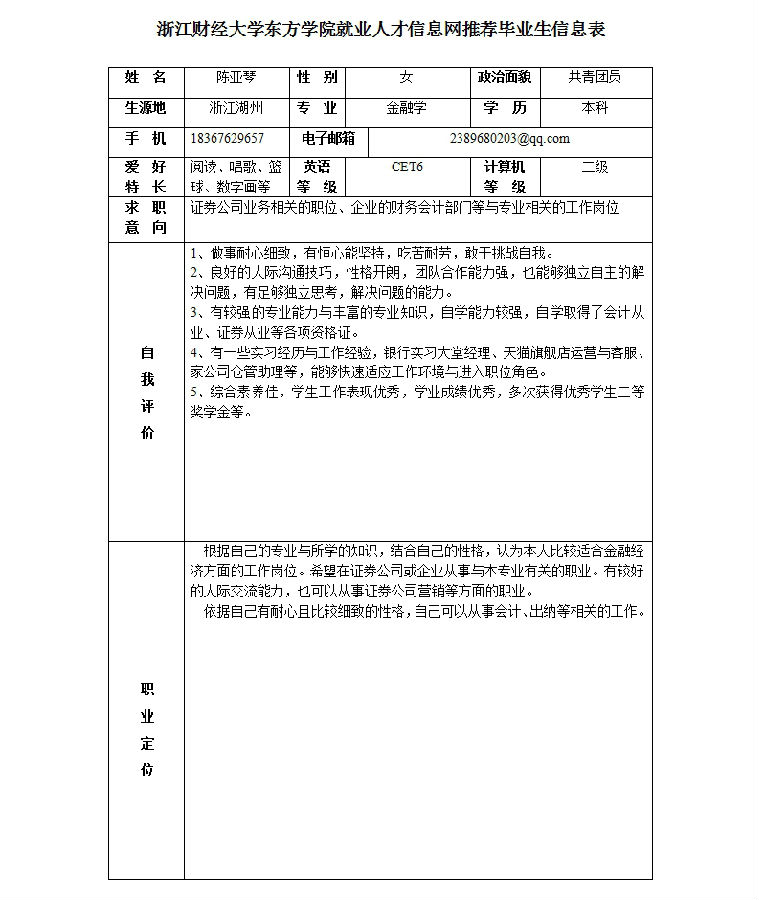 浙江财经大学东方学院就业人才信息网推荐毕业生信息表
姓 名 陈亚琴 性 别 女 政治面貌 共青团员
生源地 浙江湖州 专 业 金融学 学 历 本科
手 机 18367629657 电子邮箱 2389680203@qq.com
爱 好 特 长 阅读、唱歌、篮球、数字画等 英语等 级 CET6 计算机等 级 二级
求 职 意 向 证券公司业务相关的职位、企业的财务会计部门等与专业相关的工作岗位
自我评价
1、做事耐心细致，有恒心能坚持，吃苦耐劳，敢于挑战自我。
2、良好的人际沟通技巧，性格开朗，团队合作能力强，也能够独立自主的解
决问题，有足够独立思考，解决问题的能力。
3、有较强的专业能力与丰富的专业知识，自学能力较强，自学取得了会计从
业、证券从业等各项资格证。
4、有一些实习经历与工作经验，银行实习大堂经理、天猫旗舰店运营与客服、
家公司仓管助理等，能够快速适应工作环境与进入职位角色。
5、综合素养佳，学生工作表现优秀，学业成绩优秀，多次获得优秀学生二等
奖学金等。
职业定位
根据自己的专业与所学的知识，结合自己的性格，认为本人比较适合金融经
济方面的工作岗位。希望在证券公司或企业从事与本专业有关的职业。有较好
的人际交流能力，也可以从事证券公司营销等方面的职业。
依据自己有耐心且比较细致的性格，自己可以从事会计、出纳等相关的工作。